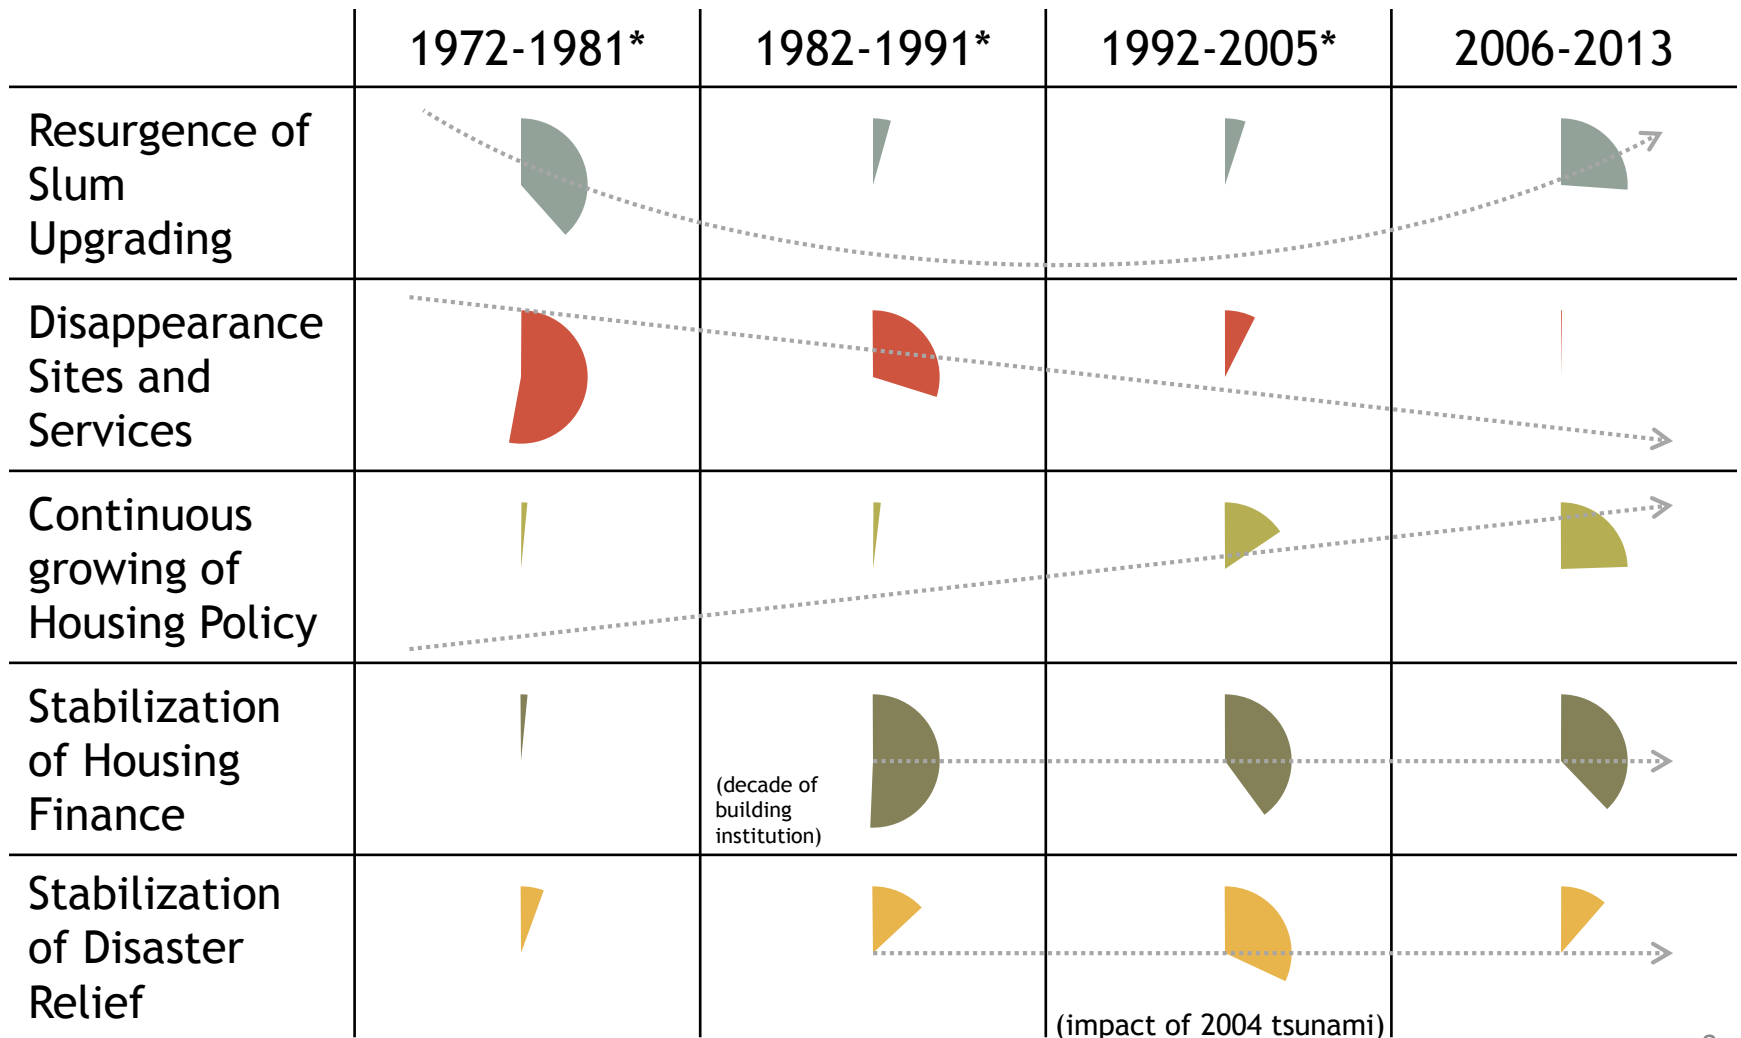 1972-1981*
1982-1991*
1992-2005*
2006-2013
Resurgence of
Slum
Upgrading
Disappearance
Sites and
Services
Continuous
growing of
Housing Policy
Stabilization
of Housing
Finance
(decade of
building
institution)
Stabilization
of Disaster
Relief
(impact of 2004 tsunami)